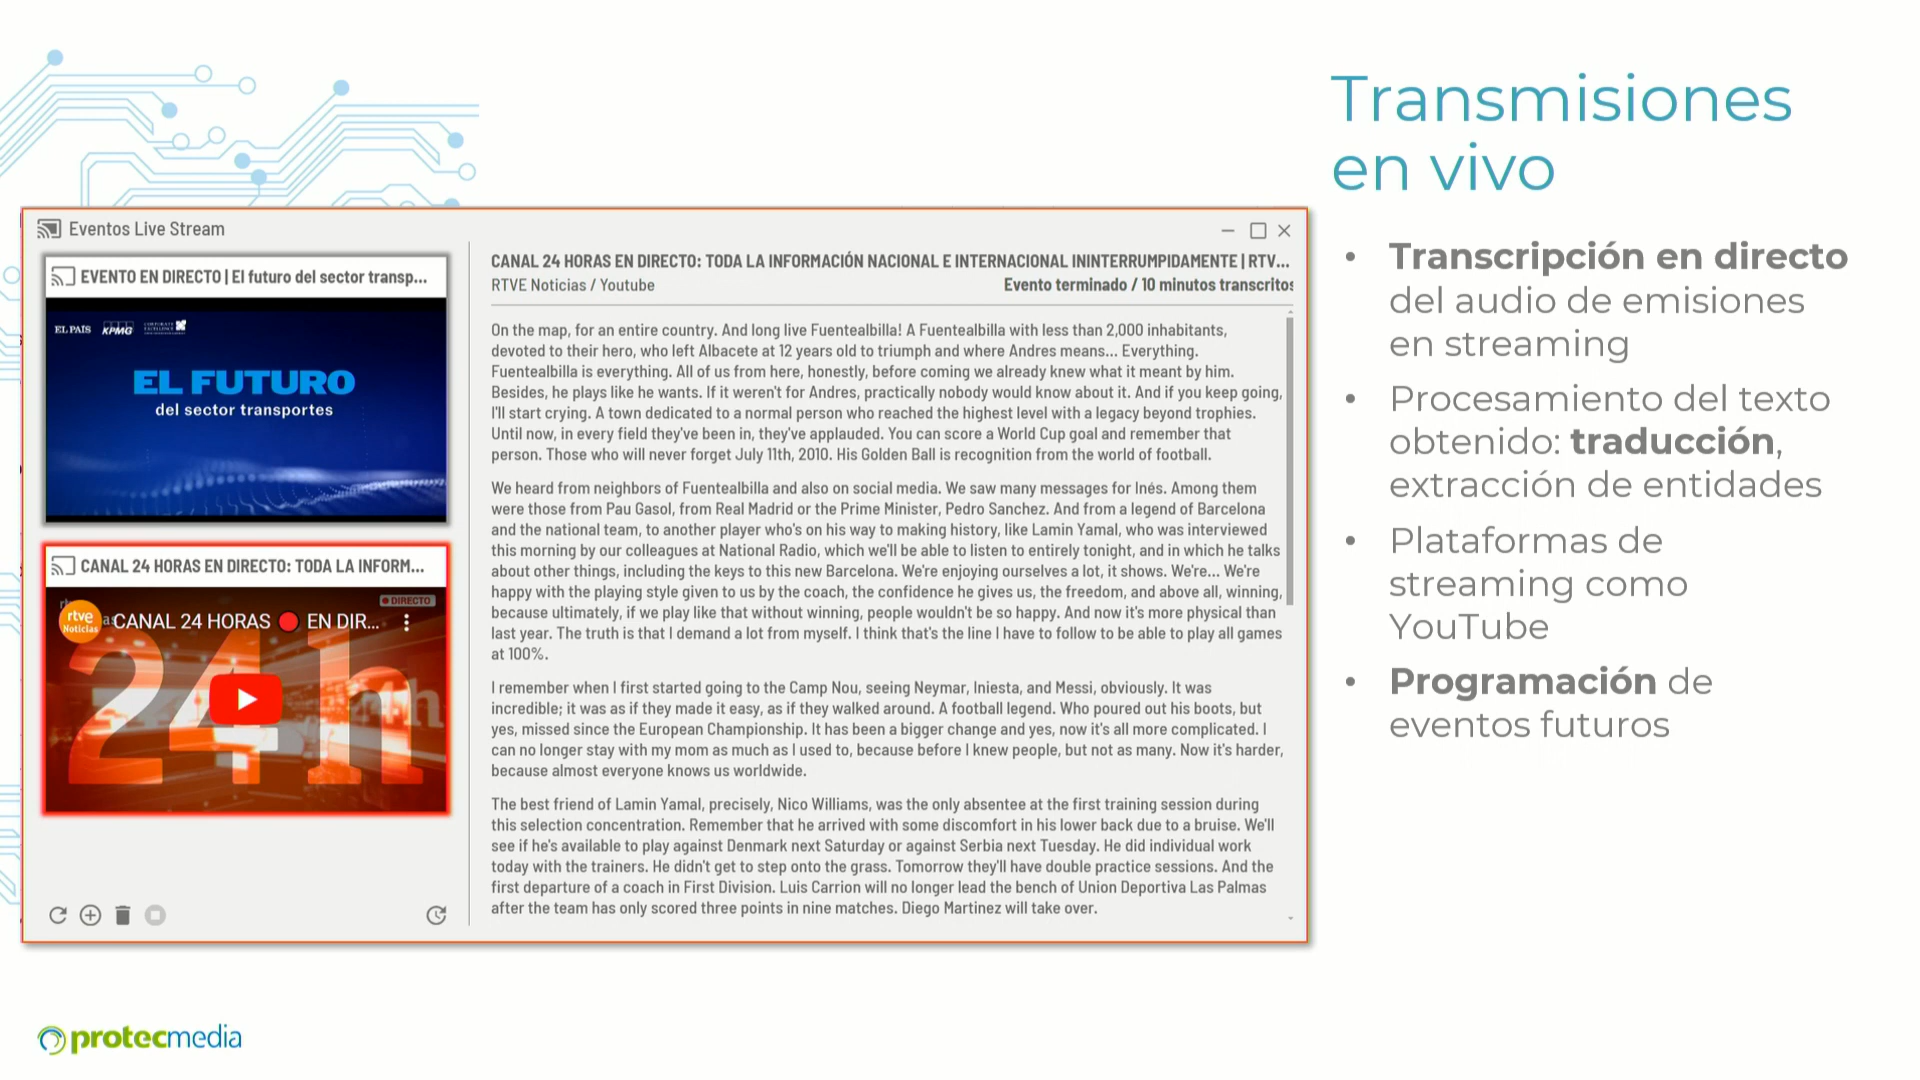 Transmisiones
en vivo
Eventos Live Stream
EVENTO EN DIRECTO | El futuro del sector transp...
EL PAÍS KPMG
EL FUTURO
del sector transportes
CANAL 24 HORAS EN DIRECTO: TODA LA INFORM...
rtve
Noticias
CANAL 24 HORAS 🔴 EN DIR...
DIRECTO
24h
CANAL 24 HORAS EN DIRECTO: TODA LA INFORMACIÓN NACIONAL E INTERNACIONAL ININTERRUMPIDAMENTE | RTV...
RTVE Noticias / Youtube
Evento terminado / 10 minutos transcritos
On the map, for an entire country. And long live Fuentealbilla! A Fuentealbilla with less than 2,000 inhabitants,
devoted to their hero, who left Albacete at 12 years old to triumph and where Andres means... Everything.
Fuentealbilla is everything. All of us from here, honestly, before coming we already knew what it meant by him.
Besides, he plays like he wants. If it weren't for Andres, practically nobody would know about it. And if you keep going,
I'll start crying. A town dedicated to a normal person who reached the highest level with a legacy beyond trophies.
Until now, in every field they've been in, they've applauded. You can score a World Cup goal and remember that
person. Those who will never forget July 11th, 2010. His Golden Ball is recognition from the world of football.
We heard from neighbors of Fuentealbilla and also on social media. We saw many messages for Inés. Among them
were those from Pau Gasol, from Real Madrid or the Prime Minister, Pedro Sanchez. And from a legend of Barcelona
and the national team, to another player who's on his way to making history, like Lamin Yamal, who was interviewed
this morning by our colleagues at National Radio, which we'll be able to listen to entirely tonight, and in which he talks
about other things, including the keys to this new Barcelona. We're enjoying ourselves a lot, it shows. We're... We're
happy with the playing style given to us by the coach, the confidence he gives us, the freedom, and above all, winning,
because ultimately, if we play like that without winning, people wouldn't be so happy. And now it's more physical than
last year. The truth is that I demand a lot from myself. I think that's the line I have to follow to be able to play all games
at 100%.
I remember when I first started going to the Camp Nou, seeing Neymar, Iniesta, and Messi, obviously. It was
incredible; it was as if they made it easy, as if they walked around. A football legend. Who poured out his boots, but
yes, missed since the European Championship. It has been a bigger change and yes, now it's all more complicated. I
can no longer stay with my mom as much as I used to, because before I knew people, but not as many. Now it's harder,
because almost everyone knows us worldwide.
The best friend of Lamin Yamal, precisely, Nico Williams, was the only absentee at the first training session during
this selection concentration. Remember that he arrived with some discomfort in his lower back due to a bruise. We'll
see if he's available to play against Denmark next Saturday or against Serbia next Tuesday. He did individual work
today with the trainers. He didn't get to step onto the grass. Tomorrow they'll have double practice sessions. And the
first departure of a coach in First Division. Luis Carrion will no longer lead the bench of Union Deportiva Las Palmas
after the team has only scored three points in nine matches. Diego Martinez will take over.
• Transcripción en directo
del audio de emisiones
en streaming
• Procesamiento del texto
obtenido: traducción,
extracción de entidades
• Plataformas de
streaming como
YouTube
• Programación de
eventos futuros
protecmedia